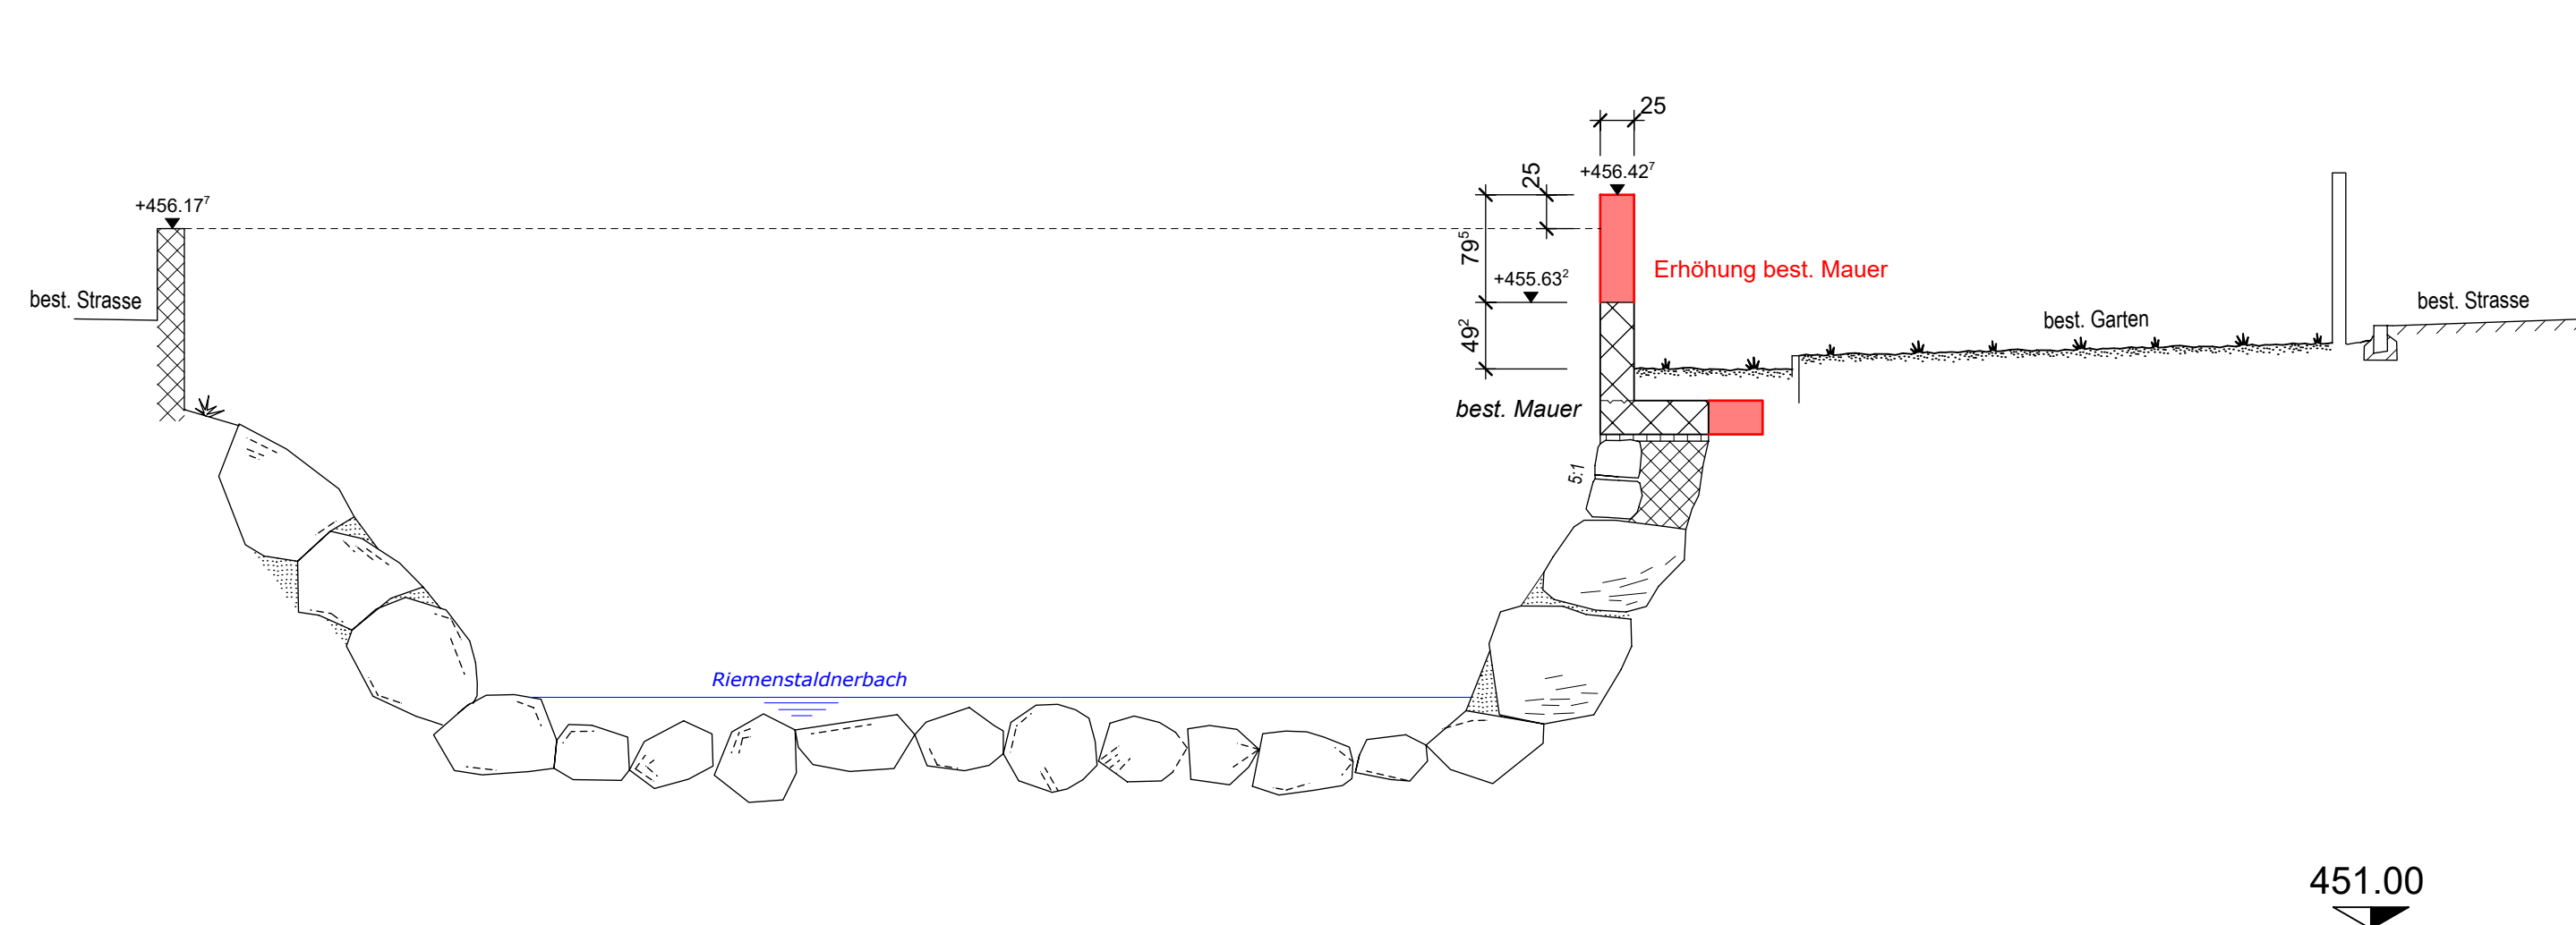 25
25
+456.42⁷
+456.17⁷
79⁵
Erhöhung best. Mauer
+455.63²
best. Strasse
best. Strasse
best. Garten
49²
best. Mauer
5:1
Riemenstaldnerbach
451.00